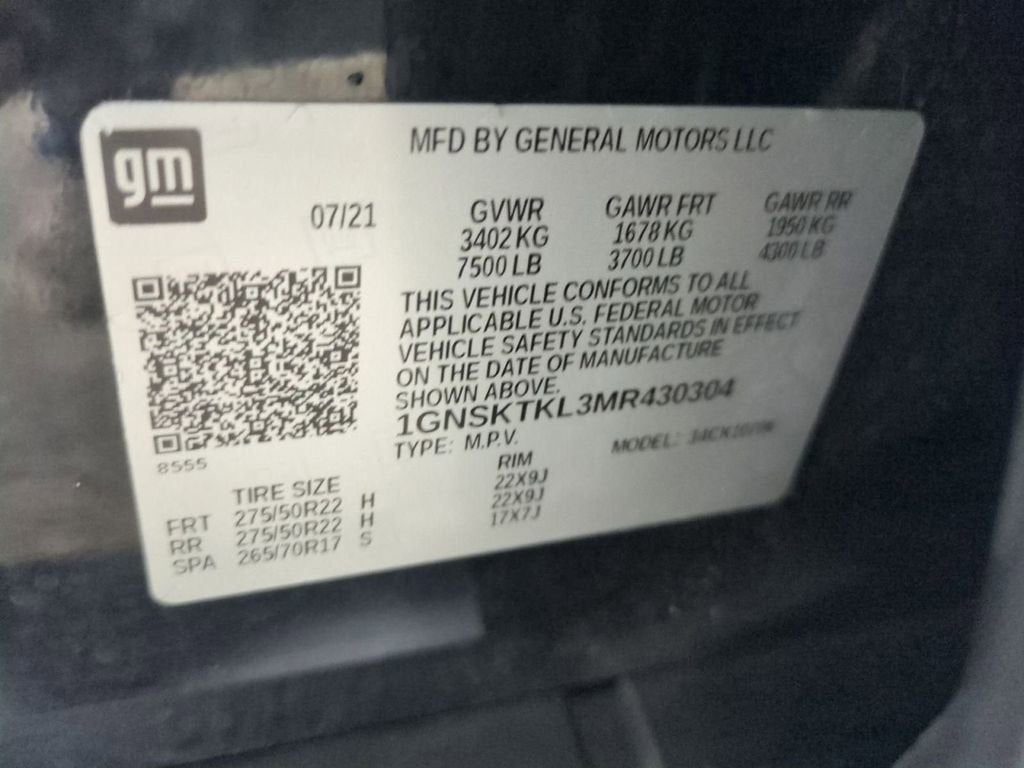 gm
MFD BY GENERAL MOTORS LLC
07/21
GVWR GAWR FRT GAWR RR
3402 KG 1678 KG 1950 KG
7500 LB 3700 LB 4300 LB
THIS VEHICLE CONFORMS TO ALL
APPLICABLE U.S. FEDERAL MOTOR
VEHICLE SAFETY STANDARDS IN EFFECT
ON THE DATE OF MANUFACTURE
SHOWN ABOVE.
1GNSKTKL3MR430304
TYPE: M.P.V. MODEL:
8555
TIRE SIZE RIM
FRT 275/50R22 H 22X9J
RR 275/50R22 H 22X9J
SPA 265/70R17 S 17X7J